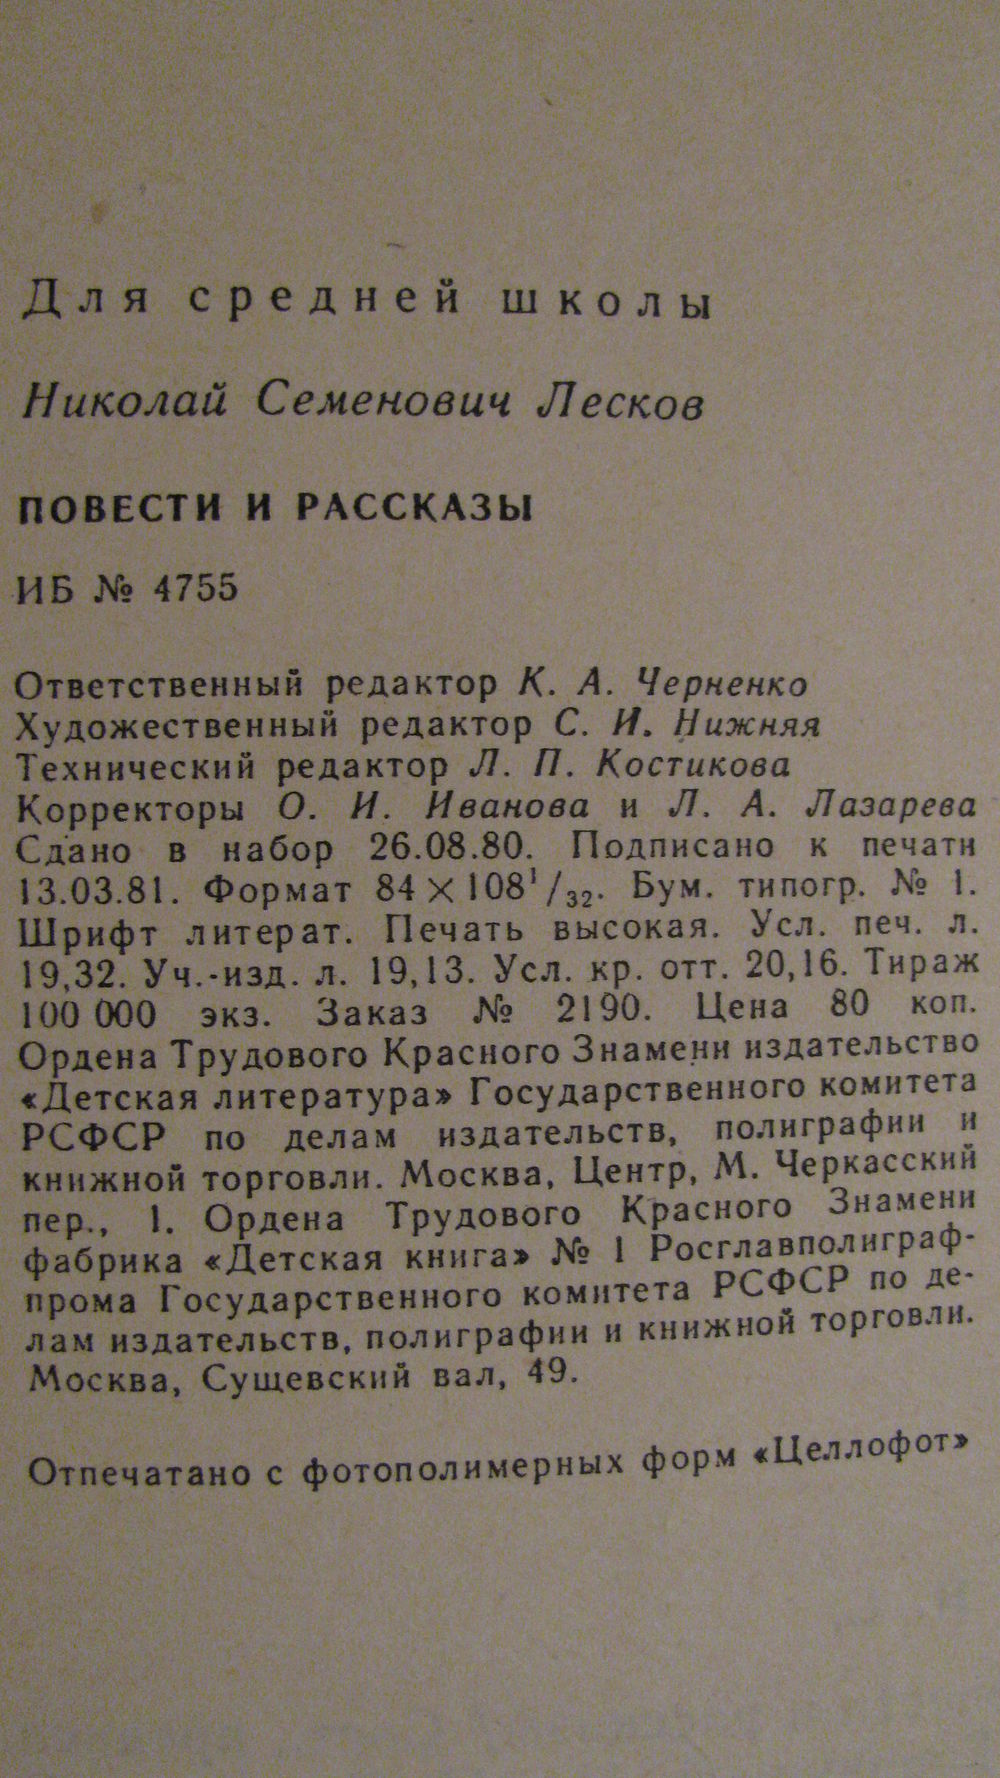 Для средней школы
Николай Семенович Лесков
ПОВЕСТИ И РАССКАЗЫ
ИБ № 4755
Ответственный редактор К. А. Черненко
Художественный редактор С. И. Нижняя
Технический редактор Л. П. Костикова
Корректоры О. И. Иванова и Л. А. Лазарева
Сдано в набор 26.08.80. Подписано к печати
13.03.81. Формат 84×108¹/₃₂. Бум. типогр. № 1.
Шрифт литерат. Печать высокая. Усл. печ. л.
19,32. Уч.-изд. л. 19,13. Усл. кр. отт. 20,16. Тираж
100 000 экз. Заказ № 2190. Цена 80 коп.
Ордена Трудового Красного Знамени издательство
«Детская литература» Государственного комитета
РСФСР по делам издательств, полиграфии и
книжной торговли. Москва, Центр, М. Черкасский
пер., 1. Ордена Трудового Красного Знамени
фабрика «Детская книга» № 1 Росглавполиграф-
прома Государственного комитета РСФСР по де-
лам издательств, полиграфии и книжной торговли.
Москва, Сущевский вал, 49.
Отпечатано с фотополимерных форм «Целлофот»